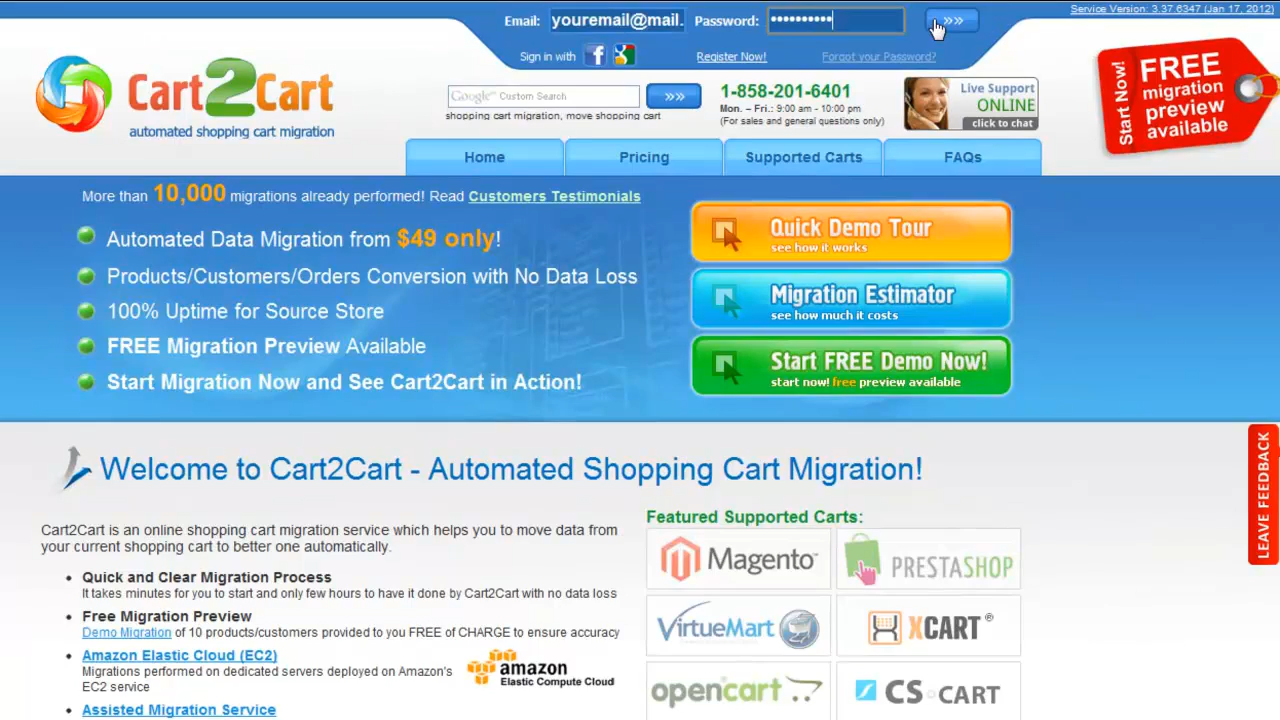 Email: youremail@mail. Password: ••••••••••
Service Version: 3.37.6347 (Jan 17, 2012)
Sign in with Register Now! Forgot your Password?
Cart2Cart
automated shopping cart migration
Google™ Custom Search
shopping cart migration, move shopping cart
1-858-201-6401
Mon. – Fri.: 9:00 am - 10:00 pm
(For sales and general questions only)
Live Support
ONLINE
click to chat
Start Now!
FREE
migration
preview
available
Home Pricing Supported Carts FAQs
More than 10,000 migrations already performed! Read Customers Testimonials
Automated Data Migration from $49 only!
Products/Customers/Orders Conversion with No Data Loss
100% Uptime for Source Store
FREE Migration Preview Available
Start Migration Now and See Cart2Cart in Action!
Quick Demo Tour
see how it works
Migration Estimator
see how much it costs
Start FREE Demo Now!
start now! free preview available
LEAVE FEEDBACK
Welcome to Cart2Cart - Automated Shopping Cart Migration!
Cart2Cart is an online shopping cart migration service which helps you to move data from
your current shopping cart to better one automatically.
Quick and Clear Migration Process
It takes minutes for you to start and only few hours to have it done by Cart2Cart with no data loss
Free Migration Preview
Demo Migration of 10 products/customers provided to you FREE of CHARGE to ensure accuracy
Amazon Elastic Cloud (EC2)
Migrations performed on dedicated servers deployed on Amazon's
EC2 service
amazon
Elastic Compute Cloud
Assisted Migration Service
Featured Supported Carts:
Magento™
PRESTASHOP
VirtueMart
XCART®
opencart
CS-CART